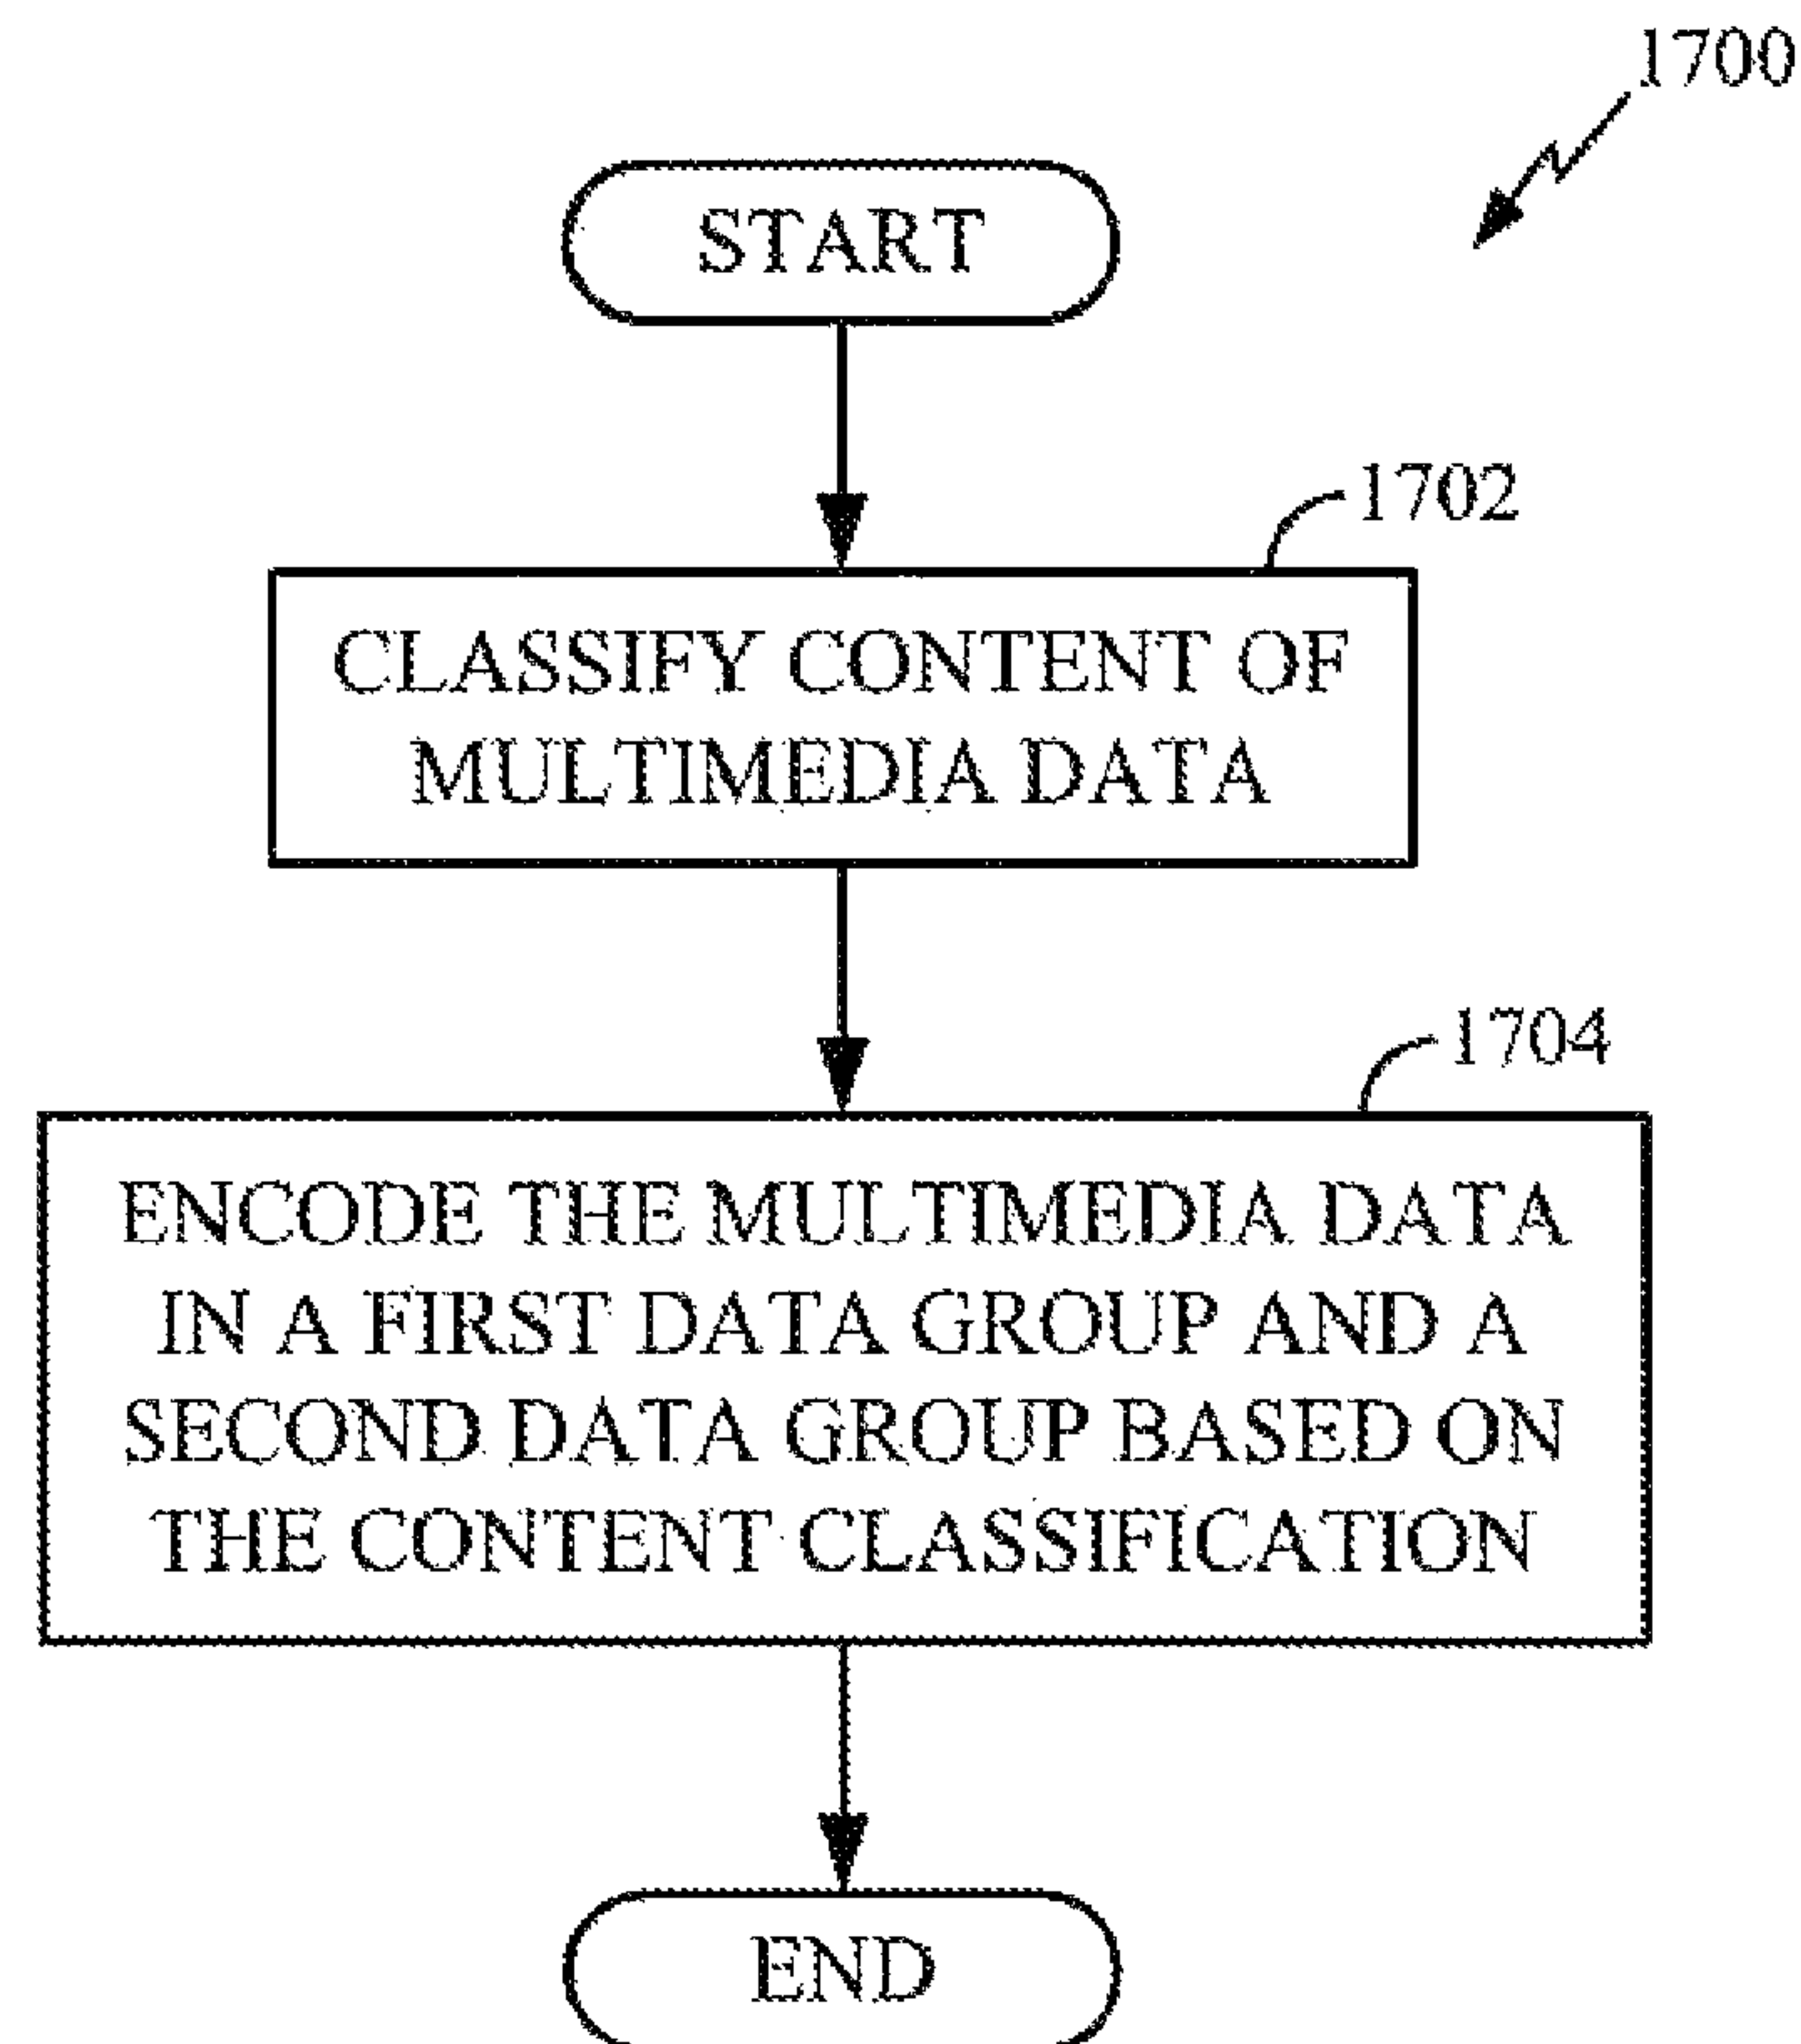 1700
START
1702
CLASSIFY CONTENT OF
MULTIMEDIA DATA
1704
ENCODE THE MULTIMEDIA DATA
IN A FIRST DATA GROUP AND A
SECOND DATA GROUP BASED ON
THE CONTENT CLASSIFICATION
END